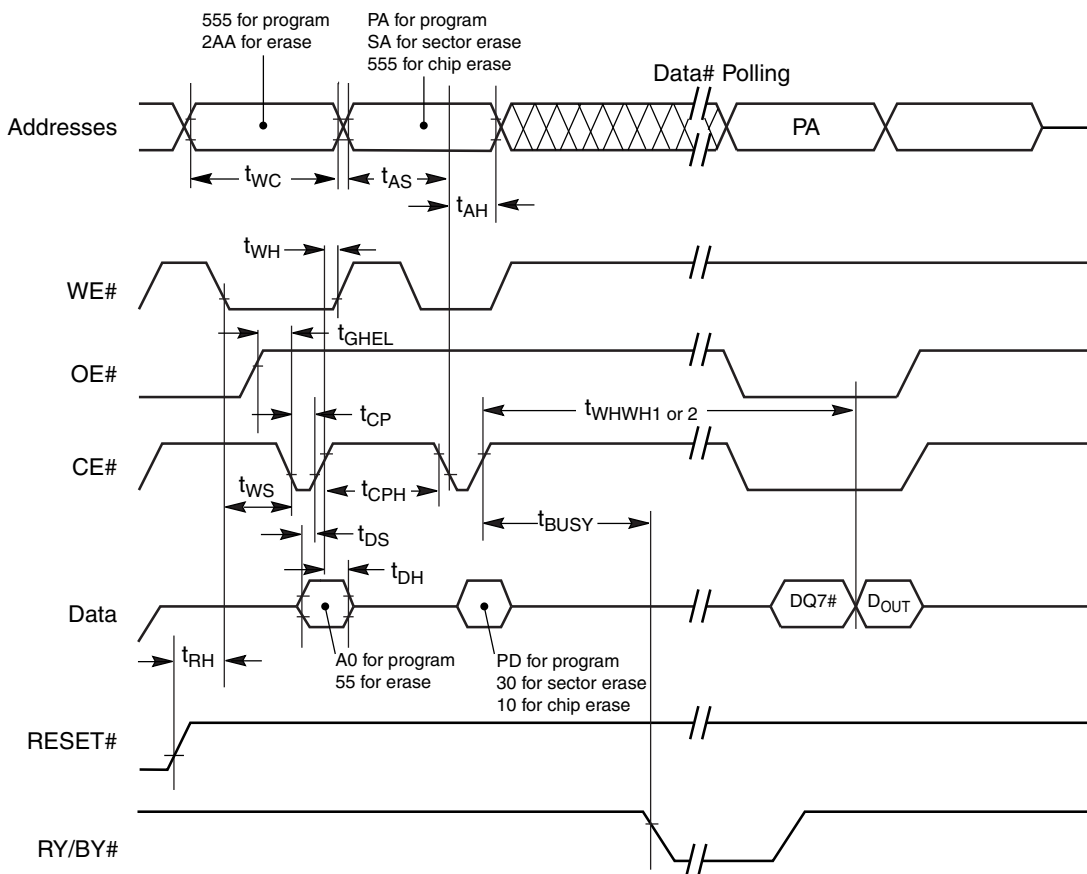 555 for program
2AA for erase
PA for program
SA for sector erase
555 for chip erase
Data# Polling
Addresses
PA
tWC
tAS
tAH
tWH
WE#
tGHEL
OE#
tWHWH1 or 2
tCP
CE#
tWS
tCPH
tBUSY
tDS
tDH
Data
DQ7#
DOUT
tRH
A0 for program
55 for erase
PD for program
30 for sector erase
10 for chip erase
RESET#
RY/BY#